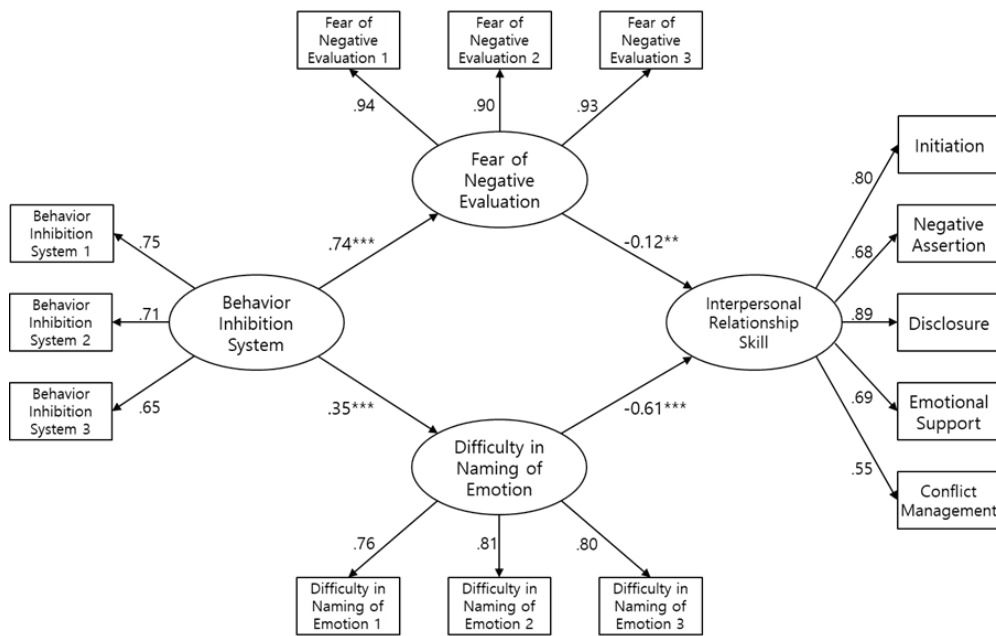 Fear of
Negative
Evaluation 1
Fear of
Negative
Evaluation 2
Fear of
Negative
Evaluation 3
.94
.90
.93
Fear of
Negative
Evaluation
Initiation
.80
Behavior
Inhibition
System 1
.75
.74***
-0.12**
Negative
Assertion
.68
Behavior
Inhibition
System 2
.71
Behavior
Inhibition
System
Interpersonal
Relationship
Skill
.89
Disclosure
Behavior
Inhibition
System 3
.65
.35***
-0.61***
.69
Emotional
Support
Difficulty in
Naming of
Emotion
.55
Conflict
Management
.76
.81
.80
Difficulty in
Naming of
Emotion 1
Difficulty in
Naming of
Emotion 2
Difficulty in
Naming of
Emotion 3